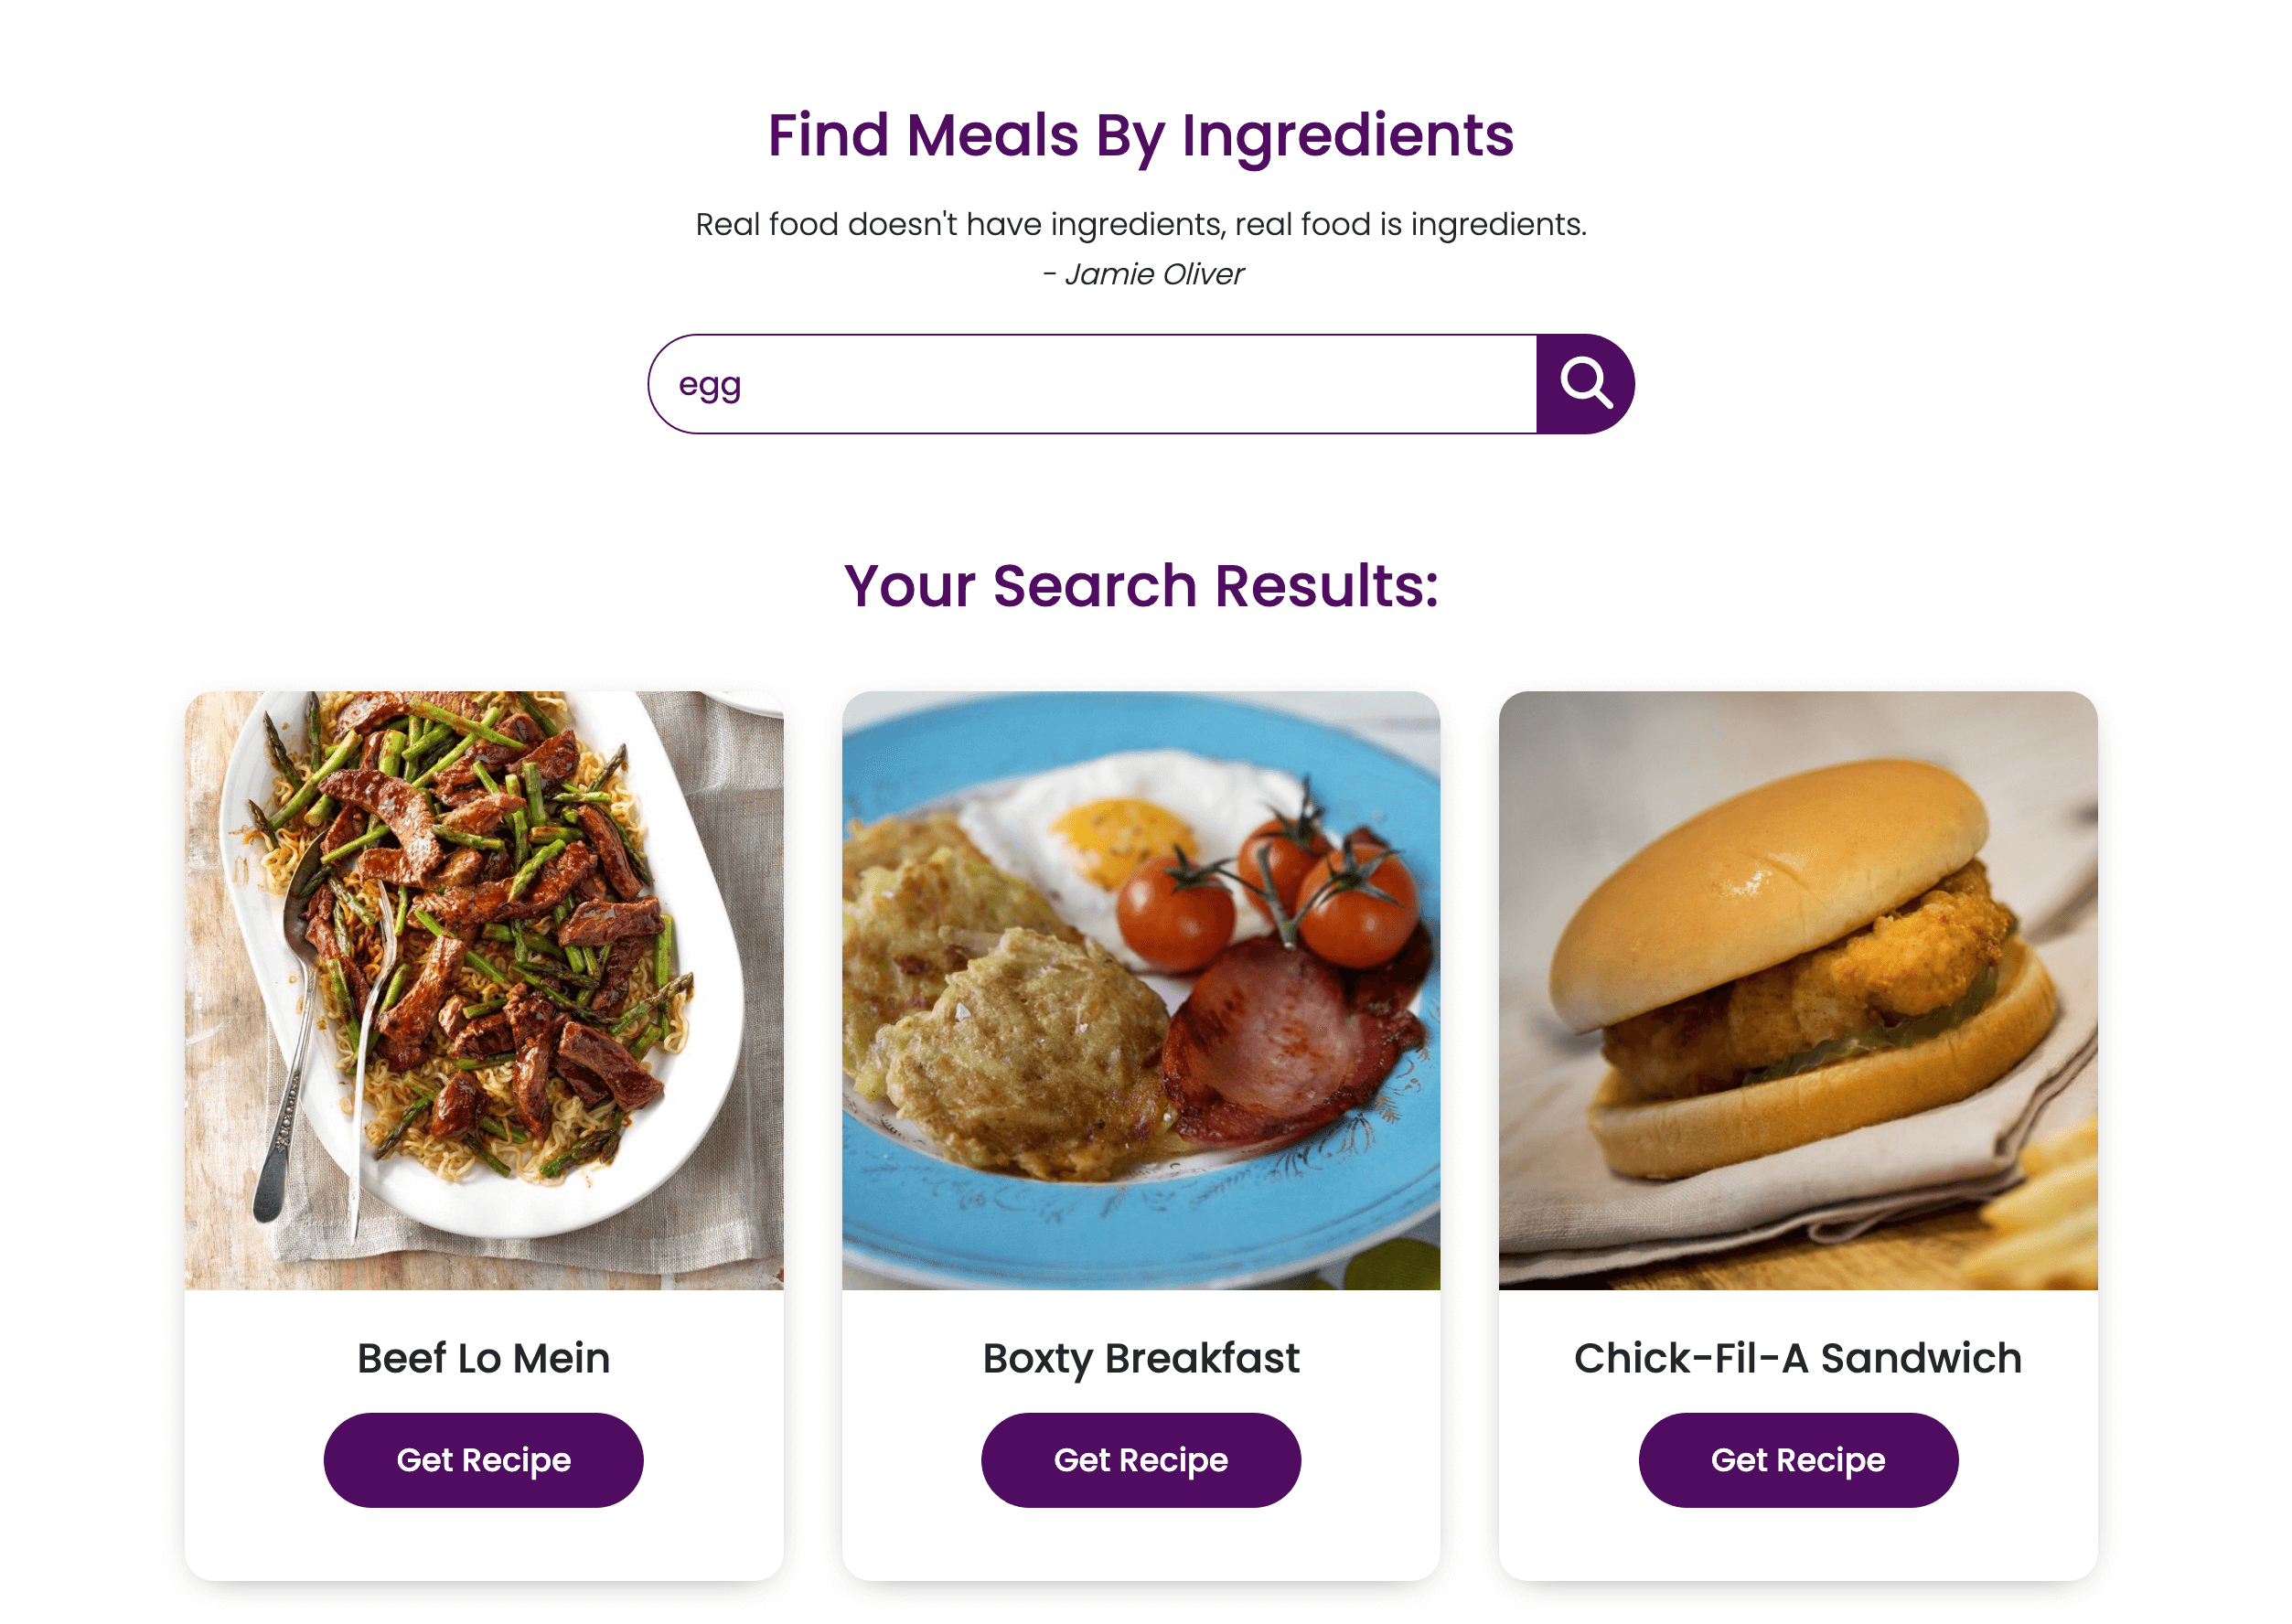 Find Meals By Ingredients
Real food doesn't have ingredients, real food is ingredients.
- Jamie Oliver
egg
Your Search Results:
Beef Lo Mein
Get Recipe
Boxty Breakfast
Get Recipe
Chick-Fil-A Sandwich
Get Recipe